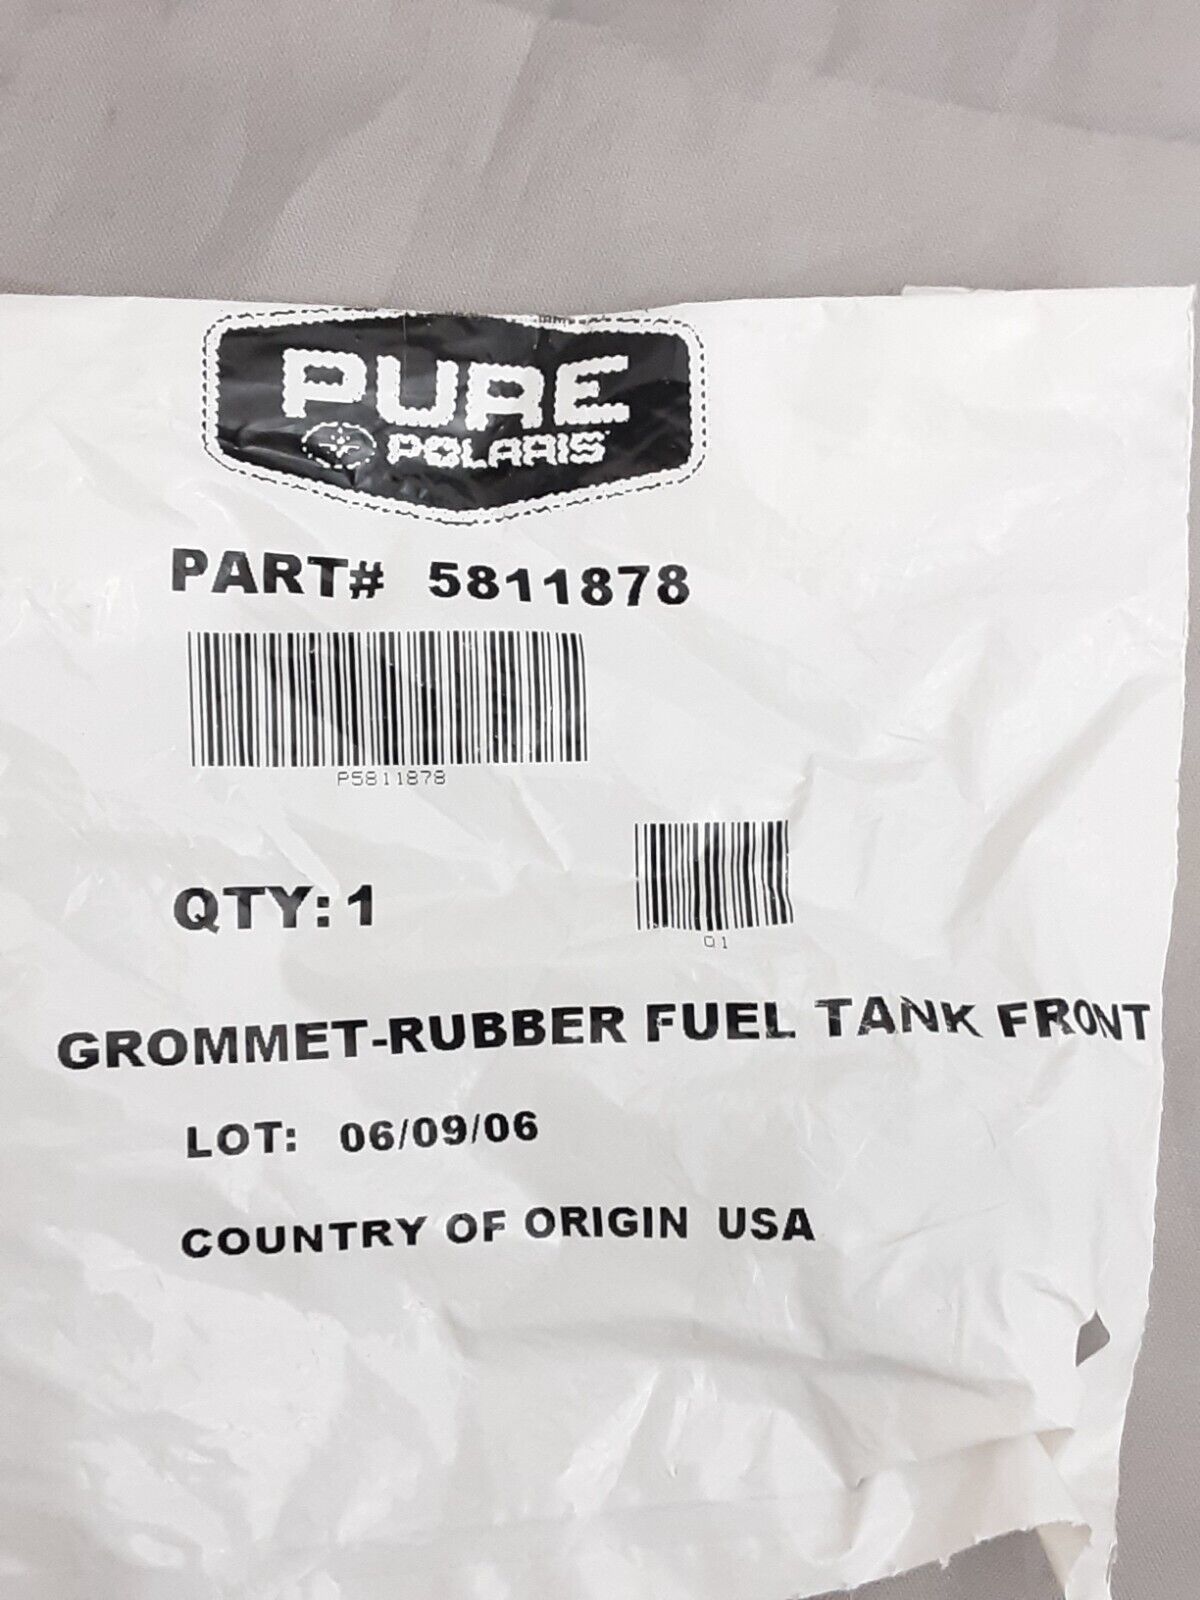 PURE
POLARIS
PART# 5811878
P5811878
QTY: 1
Q1
GROMMET-RUBBER FUEL TANK FRONT
LOT: 06/09/06
COUNTRY OF ORIGIN USA